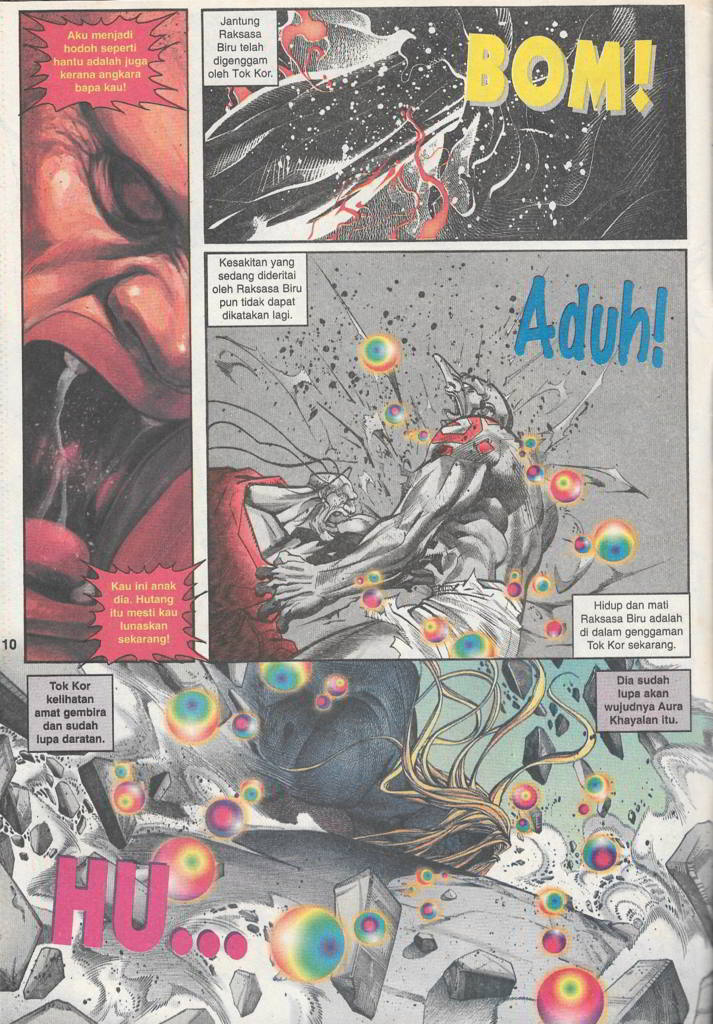 Aku menjadi
hodoh seperti
hantu adalah juga
kerana angkara
bapa kau!
Kau ini anak
dia. Hutang
itu mesti kau
lunaskan
sekarang!
Jantung
Raksasa
Biru telah
digenggam
oleh Tok Kor.
BOM!
Kesakitan yang
sedang dideritai
oleh Raksasa Biru
pun tidak dapat
dikatakan lagi.
Aduh!
Hidup dan mati
Raksasa Biru adalah
di dalam genggaman
Tok Kor sekarang.
10
Tok Kor
kelihatan
amat gembira
dan sudah
lupa daratan.
Dia sudah
lupa akan
wujudnya Aura
Khayalan itu.
HU...